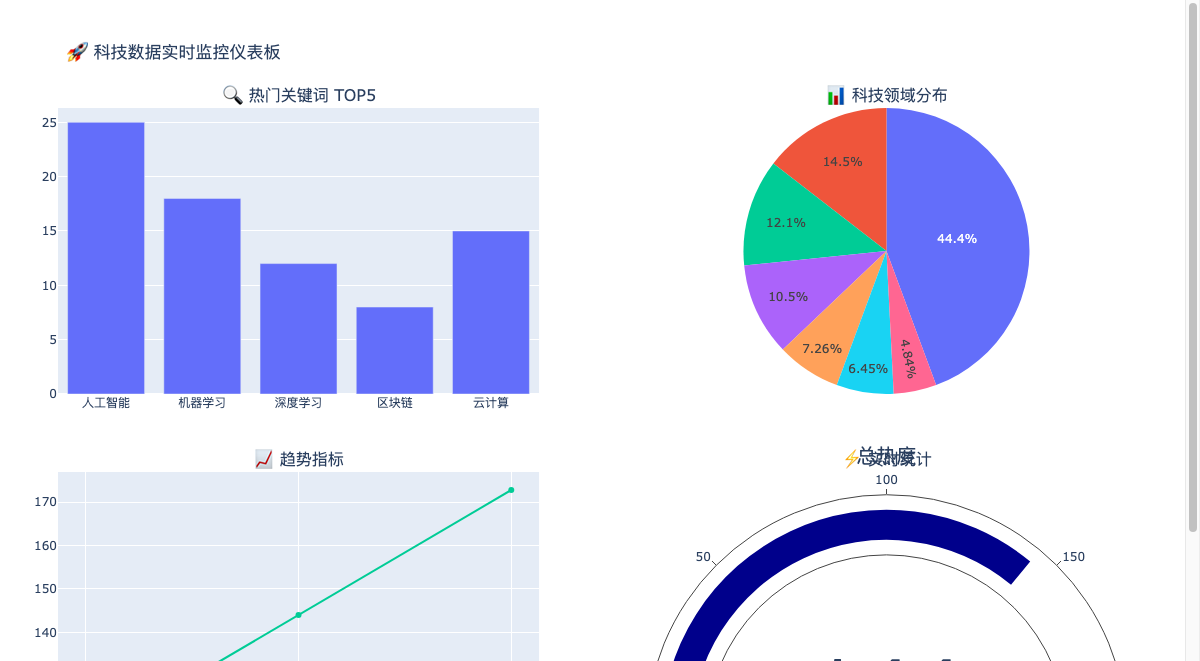 🚀 科技数据实时监控仪表板
🔍 热门关键词 TOP5
25
20
15
10
5
0
人工智能
机器学习
深度学习
区块链
云计算
📊 科技领域分布
14.5%
44.4%
12.1%
10.5%
7.26%
6.45%
4.84%
📈 趋势指标
170
160
150
140
总热度
⚡ 实时统计
100
50
150